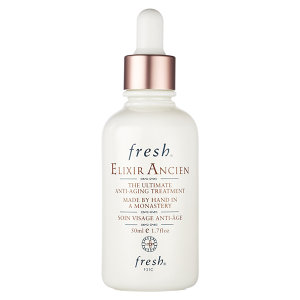 fresh
ELIXIR ANCIEN
THE ULTIMATE
ANTI-AGING TREATMENT
MADE BY HAND IN
A MONASTERY
SOIN VISAGE ANTI-ÂGE
50ml e 1.7fl oz
fresh